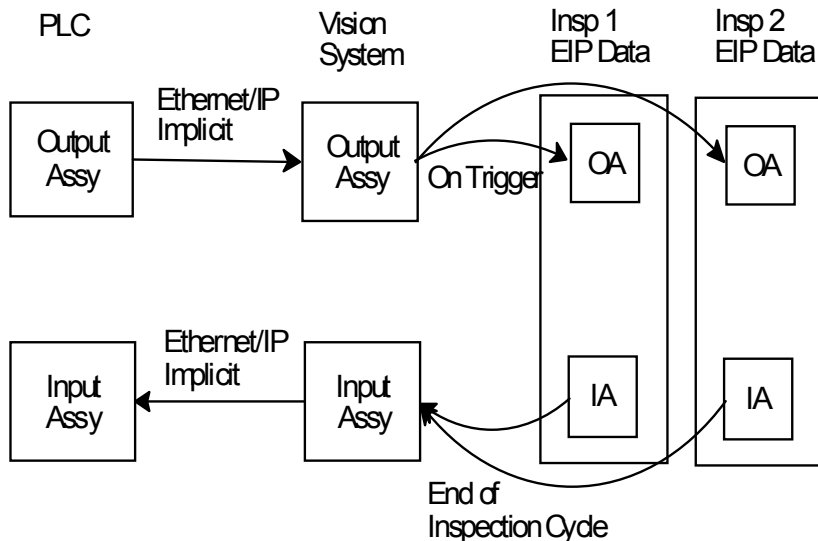 PLC
Vision
System
Insp 1
EIP Data
Insp 2
EIP Data
Ethernet/IP
Implicit
Output
Assy
Output
Assy
On Trigger
OA
OA
Ethernet/IP
Implicit
Input
Assy
Input
Assy
IA
IA
End of
Inspection Cycle